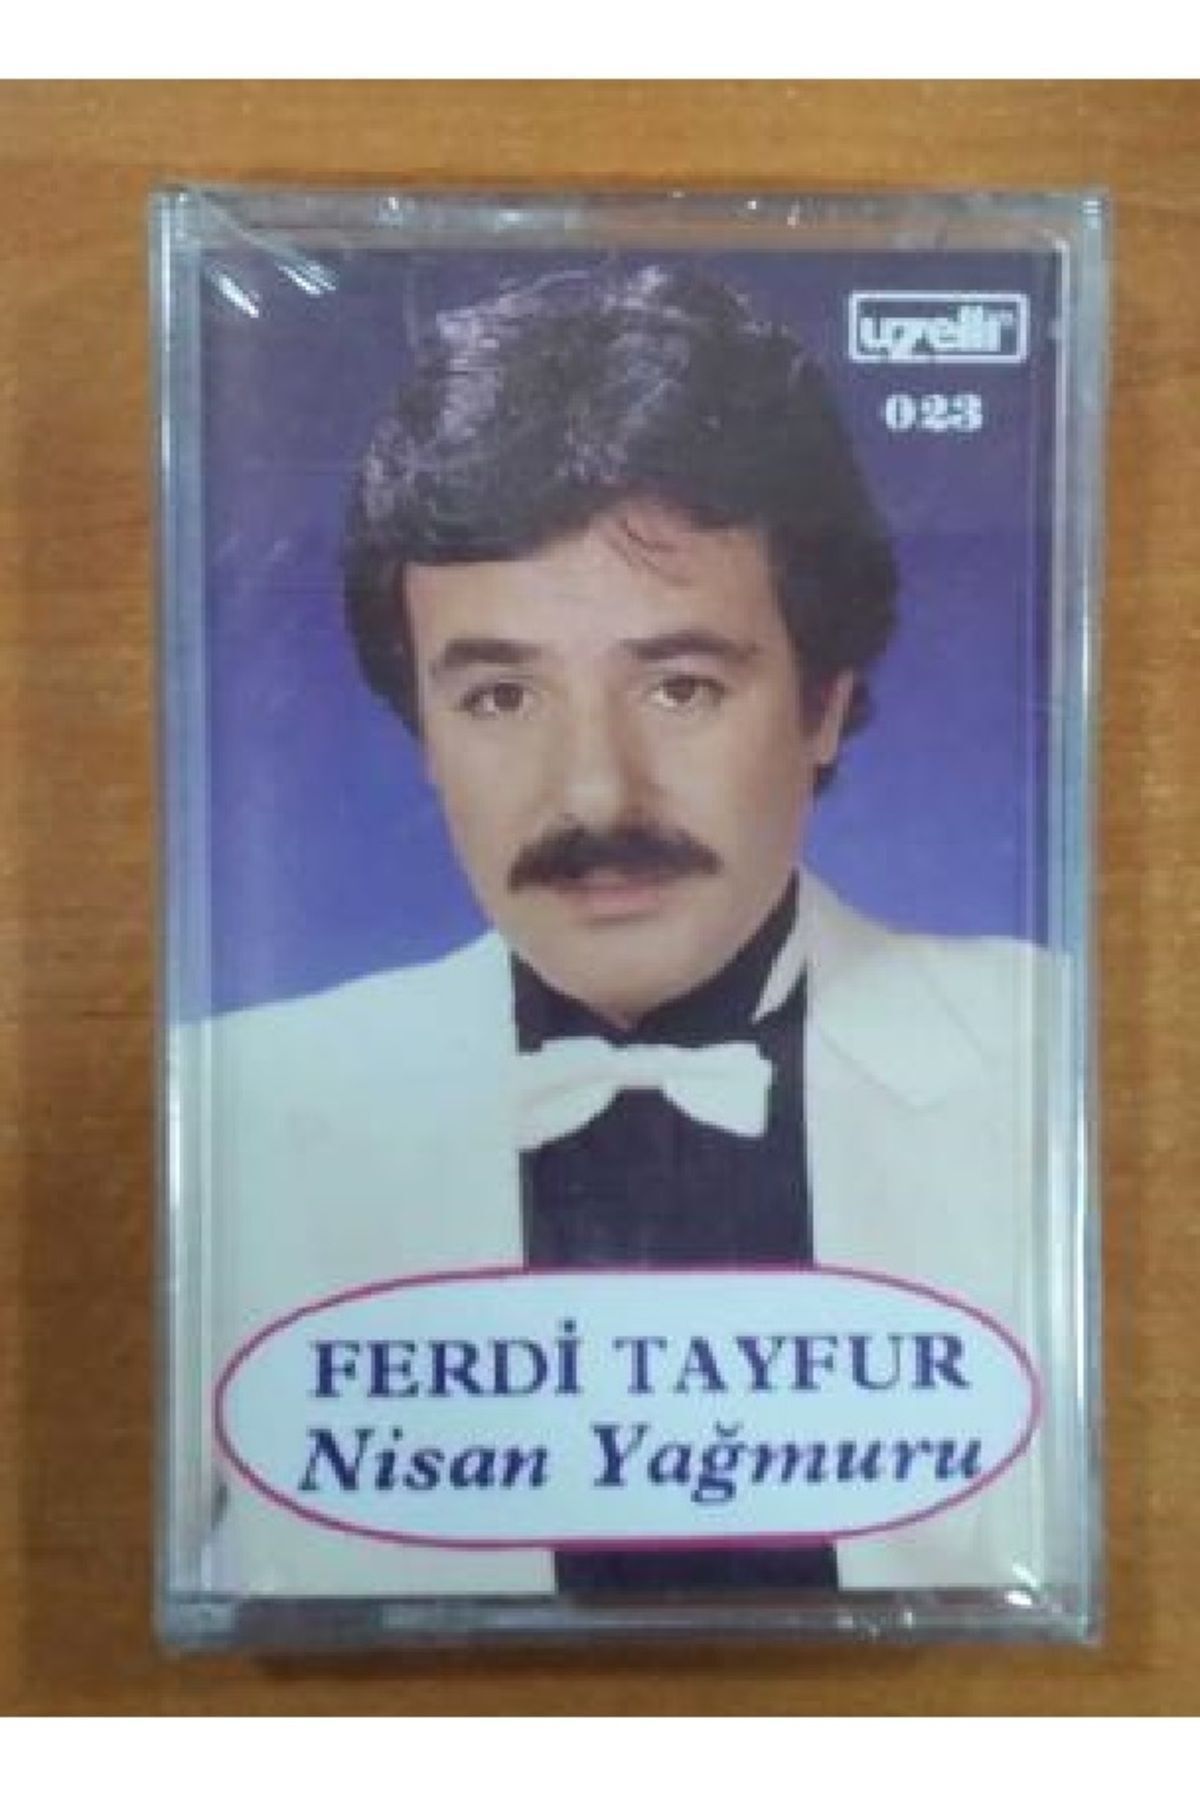 uzelli
023
FERDİ TAYFUR
Nisan Yağmuru